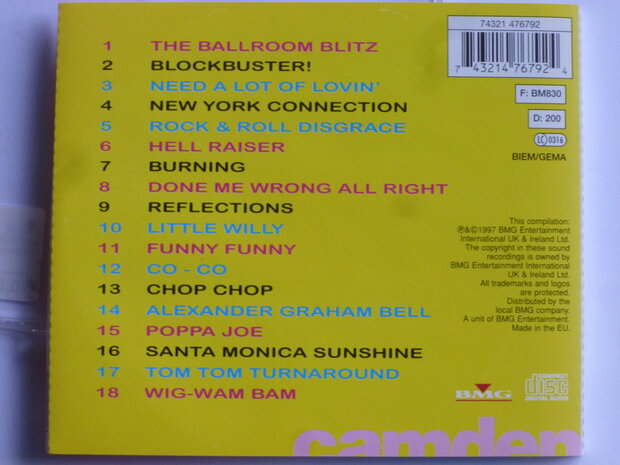 1 THE BALLROOM BLITZ
2 BLOCKBUSTER!
3 NEED A LOT OF LOVIN'
4 NEW YORK CONNECTION
5 ROCK & ROLL DISGRACE
6 HELL RAISER
7 BURNING
8 DONE ME WRONG ALL RIGHT
9 REFLECTIONS
10 LITTLE WILLY
11 FUNNY FUNNY
12 CO - CO
13 CHOP CHOP
14 ALEXANDER GRAHAM BELL
15 POPPA JOE
16 SANTA MONICA SUNSHINE
17 TOM TOM TURNAROUND
18 WIG-WAM BAM
74321 476792
7 43214 76792 4
F: BM830
D: 200
LC 0316
BIEM/GEMA
This compilation:
℗&©1997 BMG Entertainment
International UK & Ireland Ltd.
The copyright in these sound
recordings is owned by
BMG Entertainment International
UK & Ireland Ltd.
All trademarks and logos
are protected.
Distributed by the
local BMG company.
A unit of BMG Entertainment.
Made in the EU.
BMG
COMPACT
disc
DIGITAL AUDIO
camden